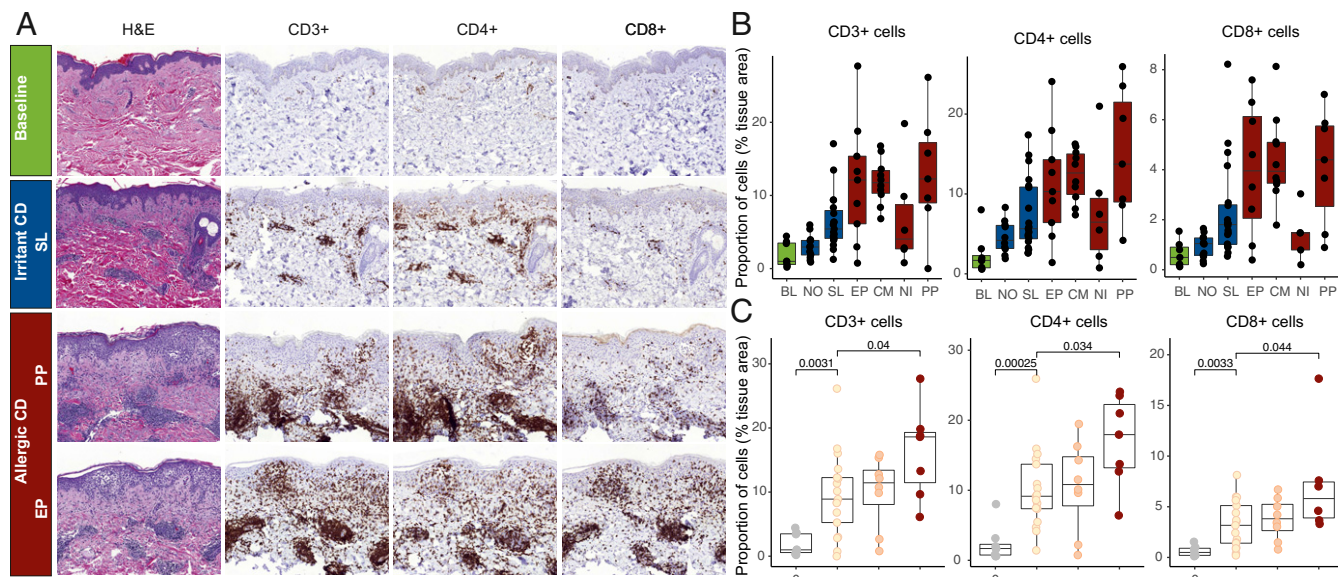 A
H&E CD3+ CD4+ CD8+
Baseline
Irritant CD
SL
Allergic CD
PP
EP
B
CD3+ cells CD4+ cells CD8+ cells
Proportion of cells (% tissue area)
20
10
0
20
10
0
8
6
4
2
0
BL NO SL EP CM NI PP
BL NO SL EP CM NI PP
BL NO SL EP CM NI PP
C
CD3+ cells CD4+ cells CD8+ cells
Proportion of cells (% tissue area)
0.0031 0.04
0.00025 0.034
0.0033 0.044
30
20
10
0
30
20
10
0
20
15
10
5
0